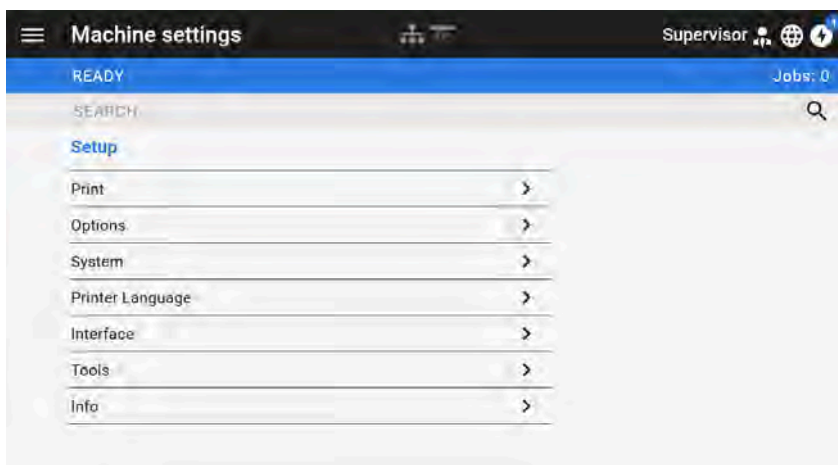 Machine settings
Supervisor
READY
Jobs: 0
SEARCH
Setup
Print
Options
System
Printer Language
Interface
Tools
Info